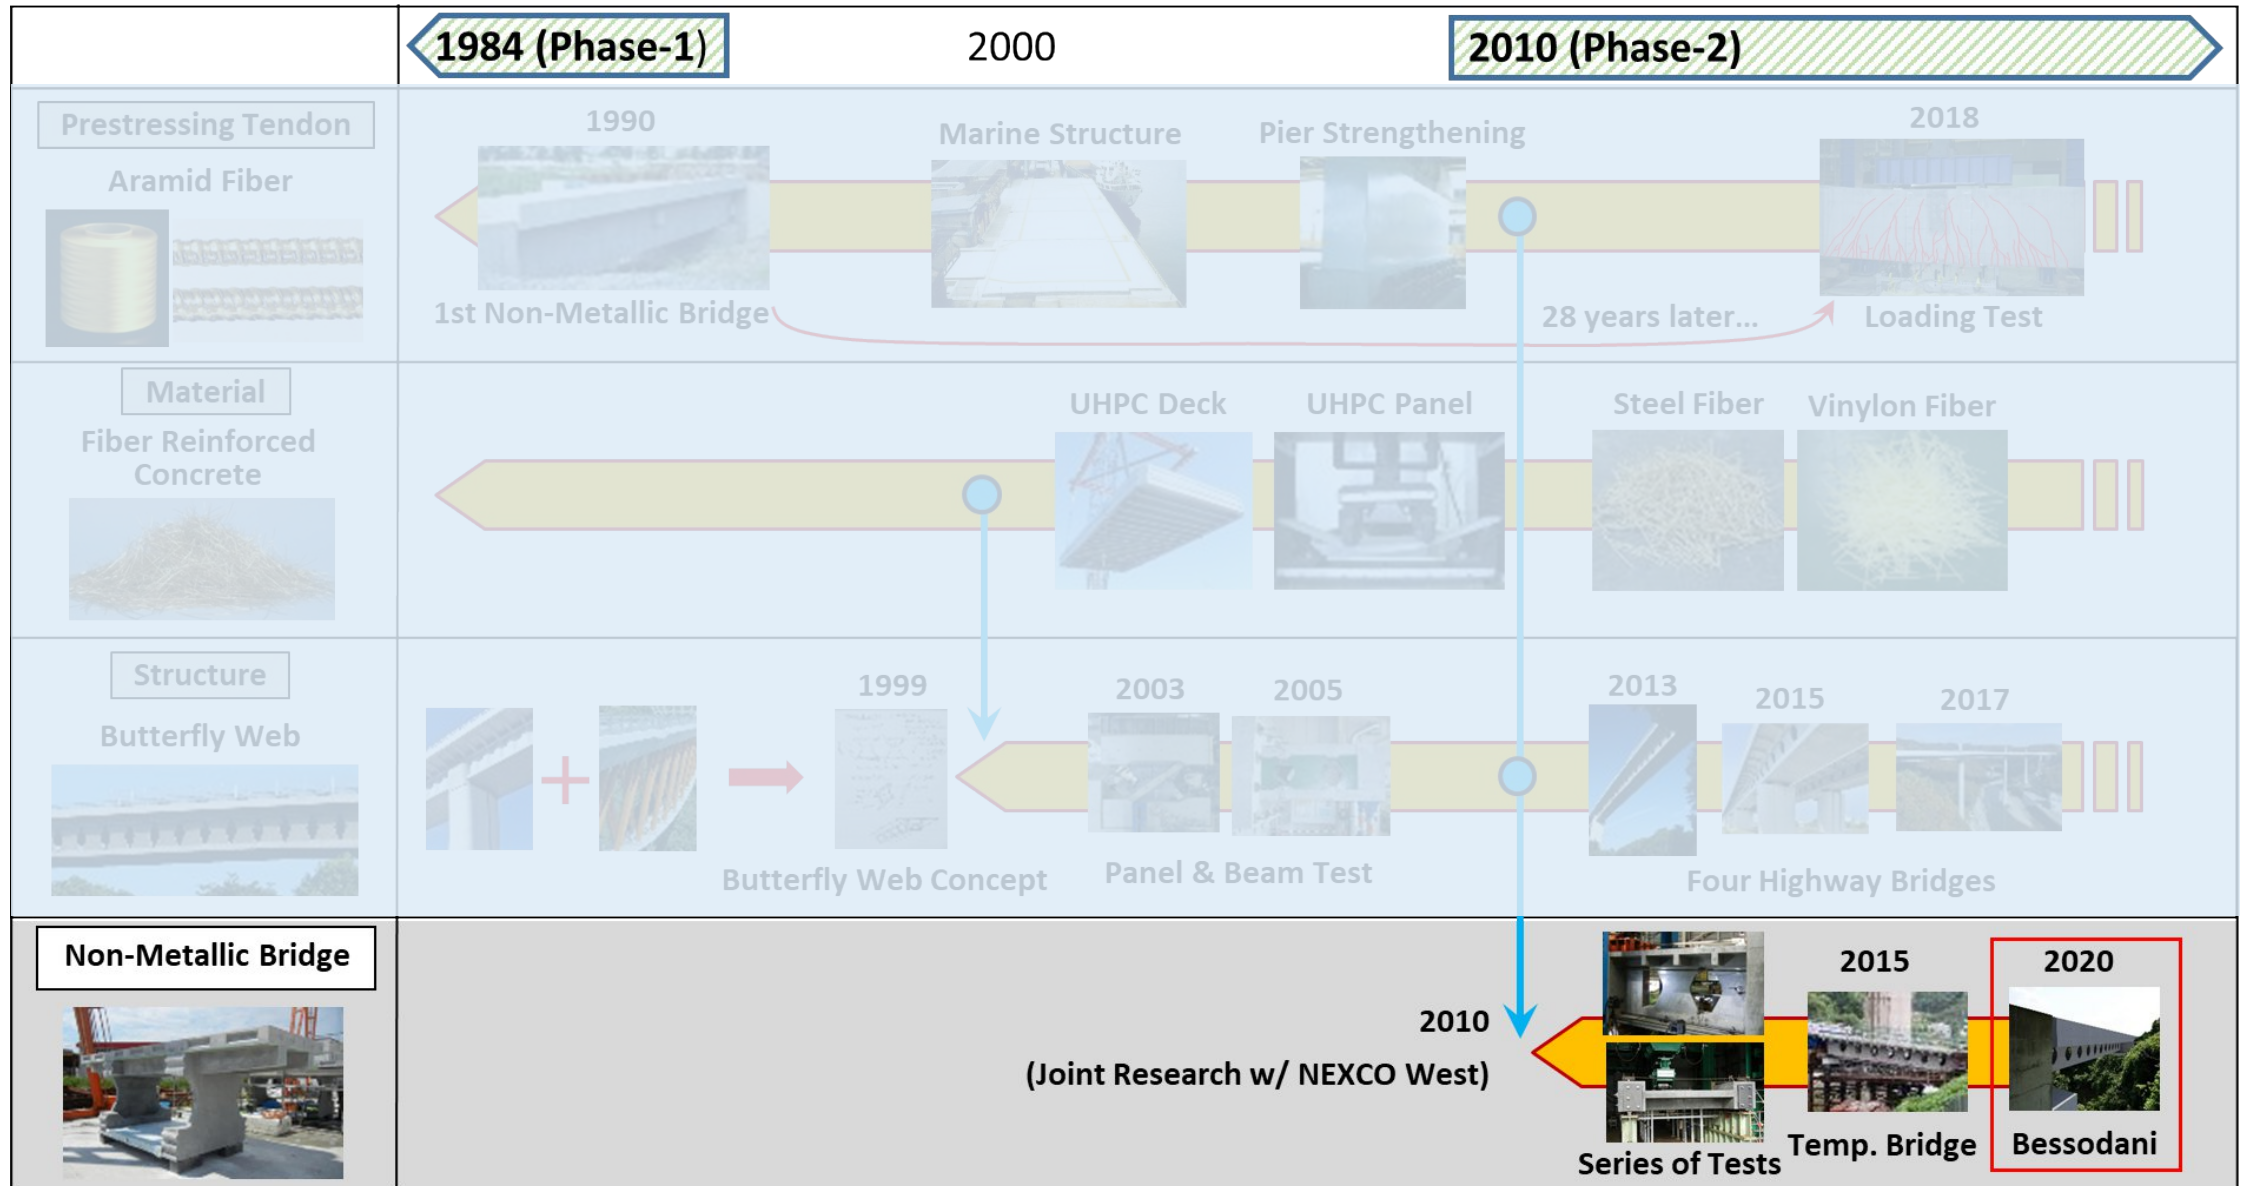 1984 (Phase-1)
2000
2010 (Phase-2)
Prestressing Tendon
Aramid Fiber
1990
1st Non-Metallic Bridge
Marine Structure
Pier Strengthening
28 years later...
2018
Loading Test
Material
Fiber Reinforced
Concrete
UHPC Deck
UHPC Panel
Steel Fiber
Vinylon Fiber
Structure
Butterfly Web
1999
Butterfly Web Concept
2003
2005
Panel & Beam Test
2013
2015
2017
Four Highway Bridges
Non-Metallic Bridge
2010
(Joint Research w/ NEXCO West)
Series of Tests
2015
Temp. Bridge
2020
Bessodani